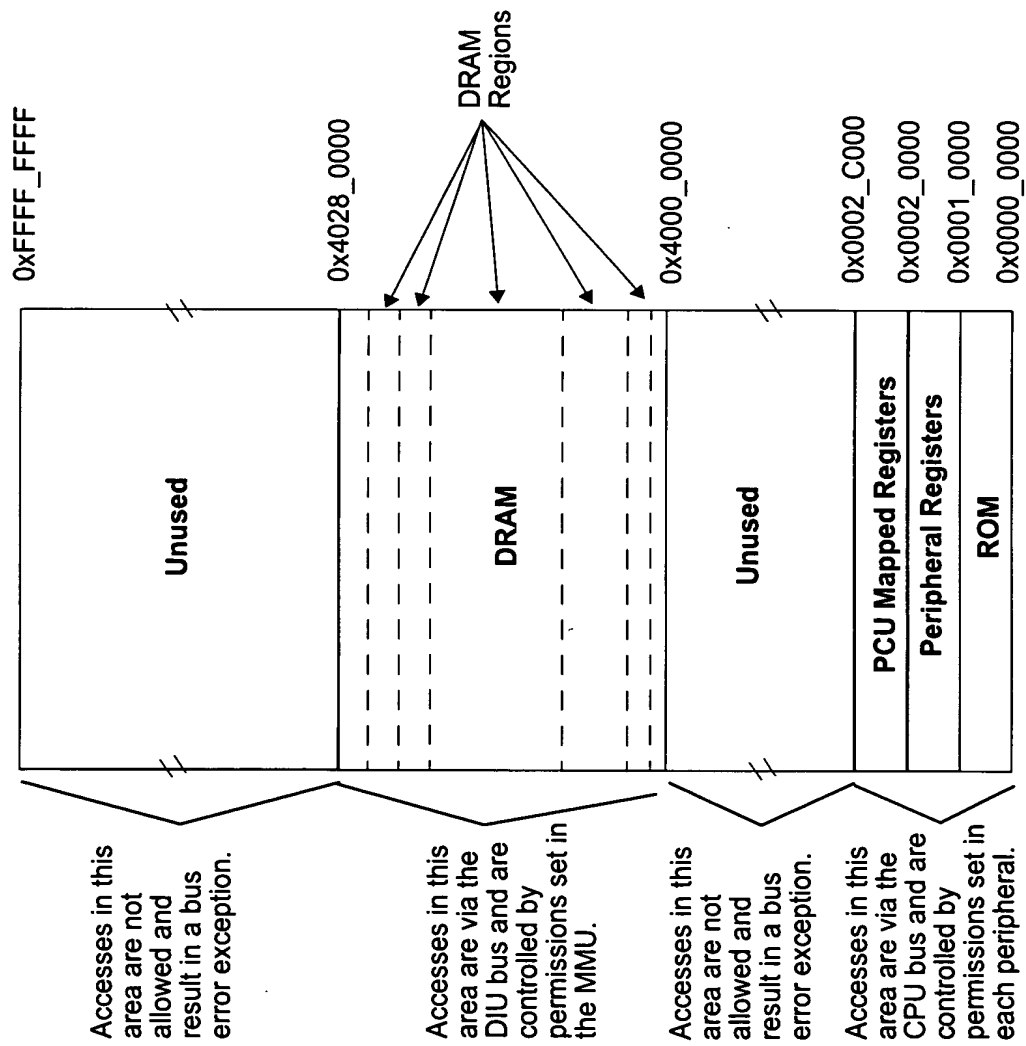 0xFFFF_FFFF
Accesses in this
area are not
allowed and
result in a bus
error exception.
Unused
0x4028_0000
Accesses in this
area are via the
DIU bus and are
controlled by
permissions set in
the MMU.
DRAM
DRAM
Regions
0x4000_0000
Accesses in this
area are not
allowed and
result in a bus
error exception.
Unused
0x0002_C000
Accesses in this
area are via the
CPU bus and are
controlled by
permissions set in
each peripheral.
PCU Mapped Registers
0x0002_0000
Peripheral Registers
0x0001_0000
ROM
0x0000_0000